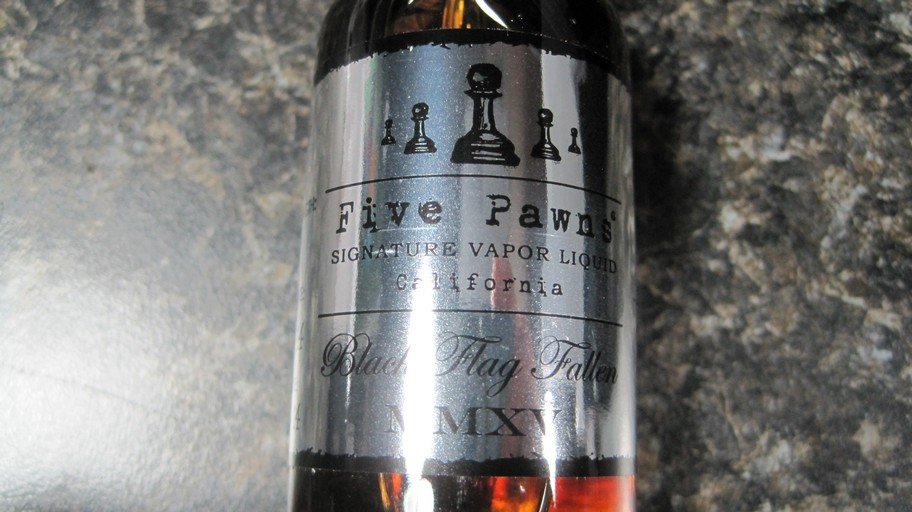 Five Pawns®
SIGNATURE VAPOR LIQUID
California
Black Flag Fallen
MMXV